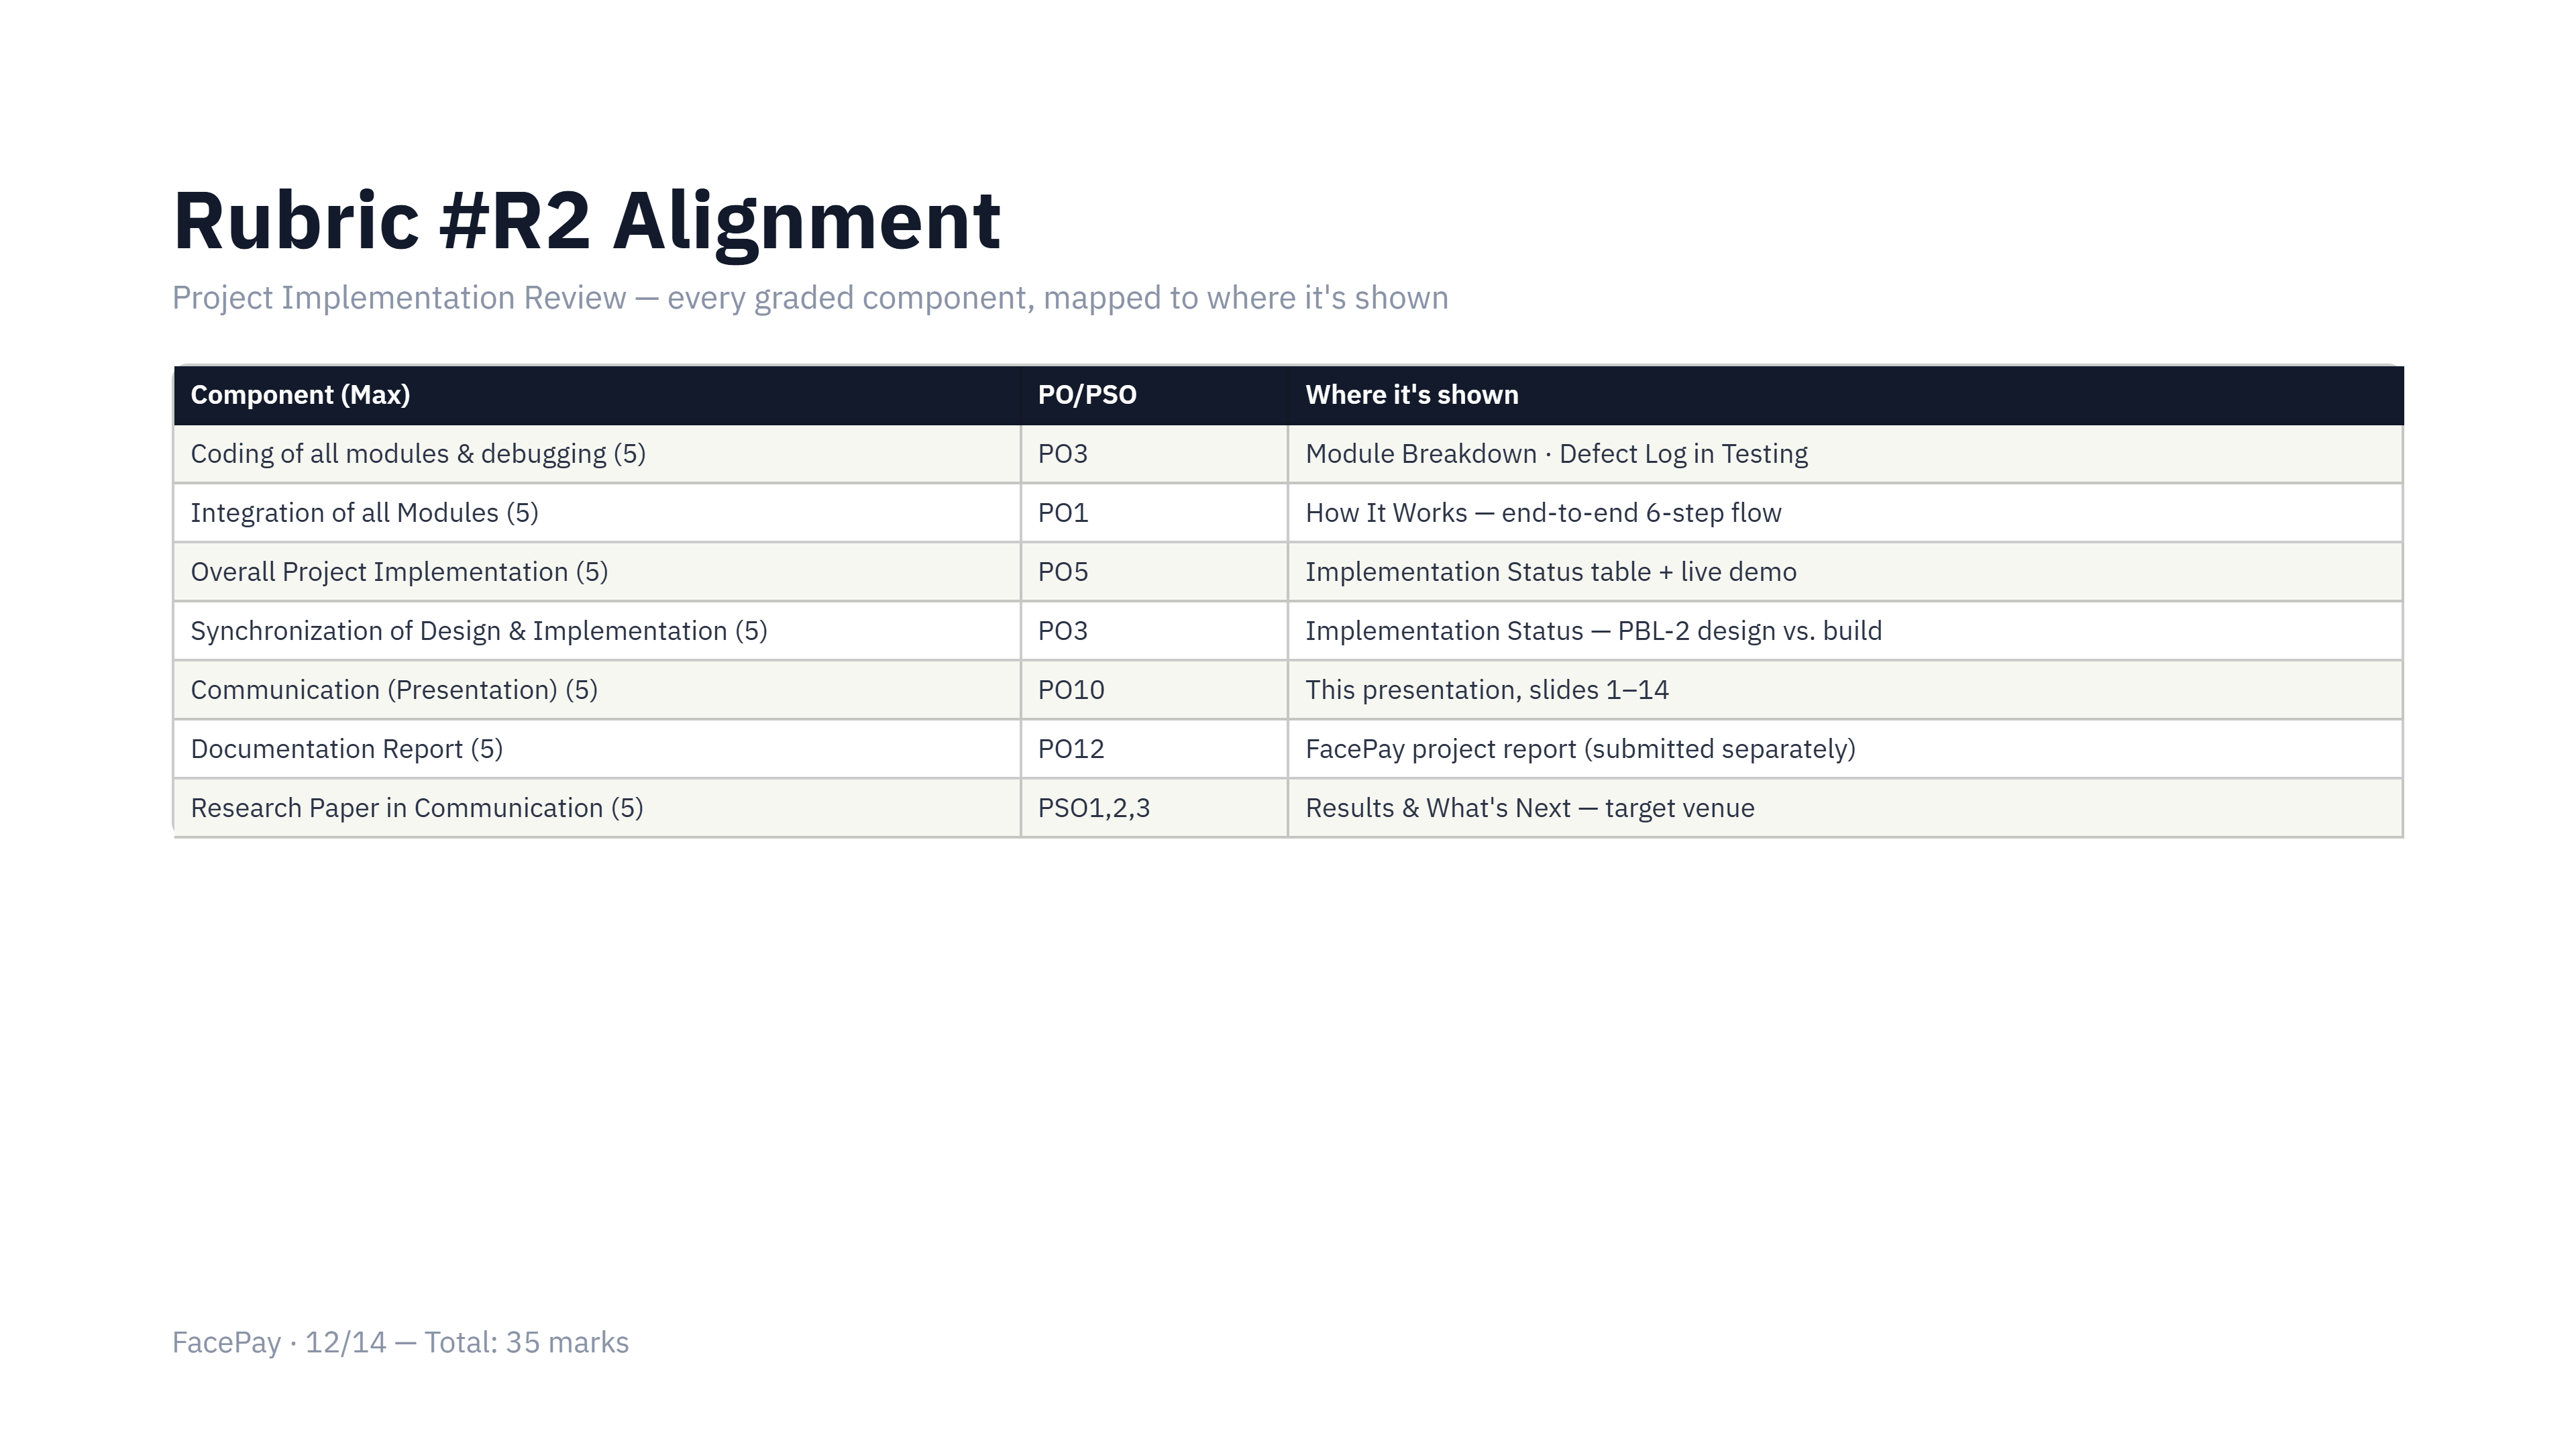 Rubric #R2 Alignment
Project Implementation Review — every graded component, mapped to where it's shown
Component (Max) PO/PSO Where it's shown
Coding of all modules & debugging (5) PO3 Module Breakdown · Defect Log in Testing
Integration of all Modules (5) PO1 How It Works — end-to-end 6-step flow
Overall Project Implementation (5) PO5 Implementation Status table + live demo
Synchronization of Design & Implementation (5) PO3 Implementation Status — PBL-2 design vs. build
Communication (Presentation) (5) PO10 This presentation, slides 1–14
Documentation Report (5) PO12 FacePay project report (submitted separately)
Research Paper in Communication (5) PSO1,2,3 Results & What's Next — target venue
FacePay · 12/14 — Total: 35 marks